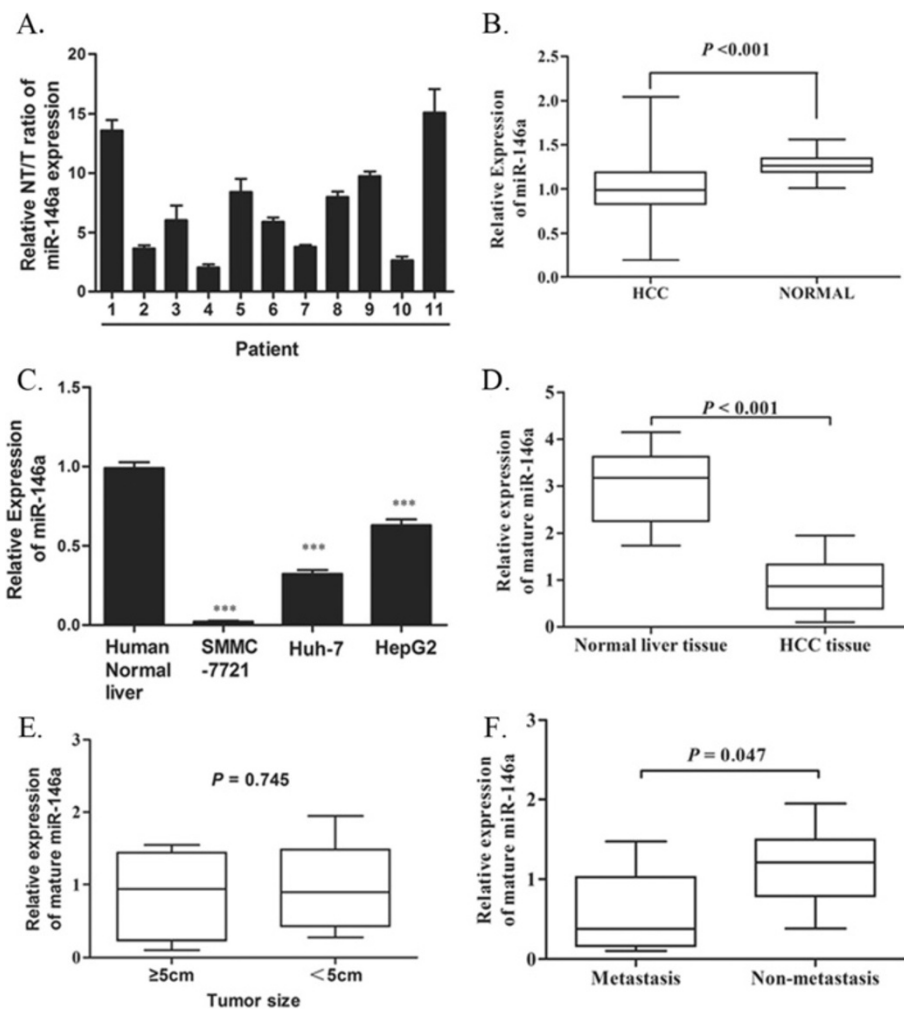 A.
Relative NT/T ratio of
miR-146a expression
20
15
10
5
0
1 2 3 4 5 6 7 8 9 10 11
Patient
B.
P <0.001
Relative Expression
of miR-146a
2.5
2.0
1.5
1.0
0.5
0.0
HCC NORMAL
C.
Relative Expression
of miR-146a
1.5
1.0
0.5
0.0
***
***
***
Human
Normal
liver
SMMC
-7721
Huh-7
HepG2
D.
P < 0.001
Relative expression
of mature miR-146a
5
4
3
2
1
0
Normal liver tissue HCC tissue
E.
P = 0.745
Relative expression
of mature miR-146a
3
2
1
0
≥5cm <5cm
Tumor size
F.
P = 0.047
Relative expression
of mature miR-146a
3
2
1
0
Metastasis Non-metastasis